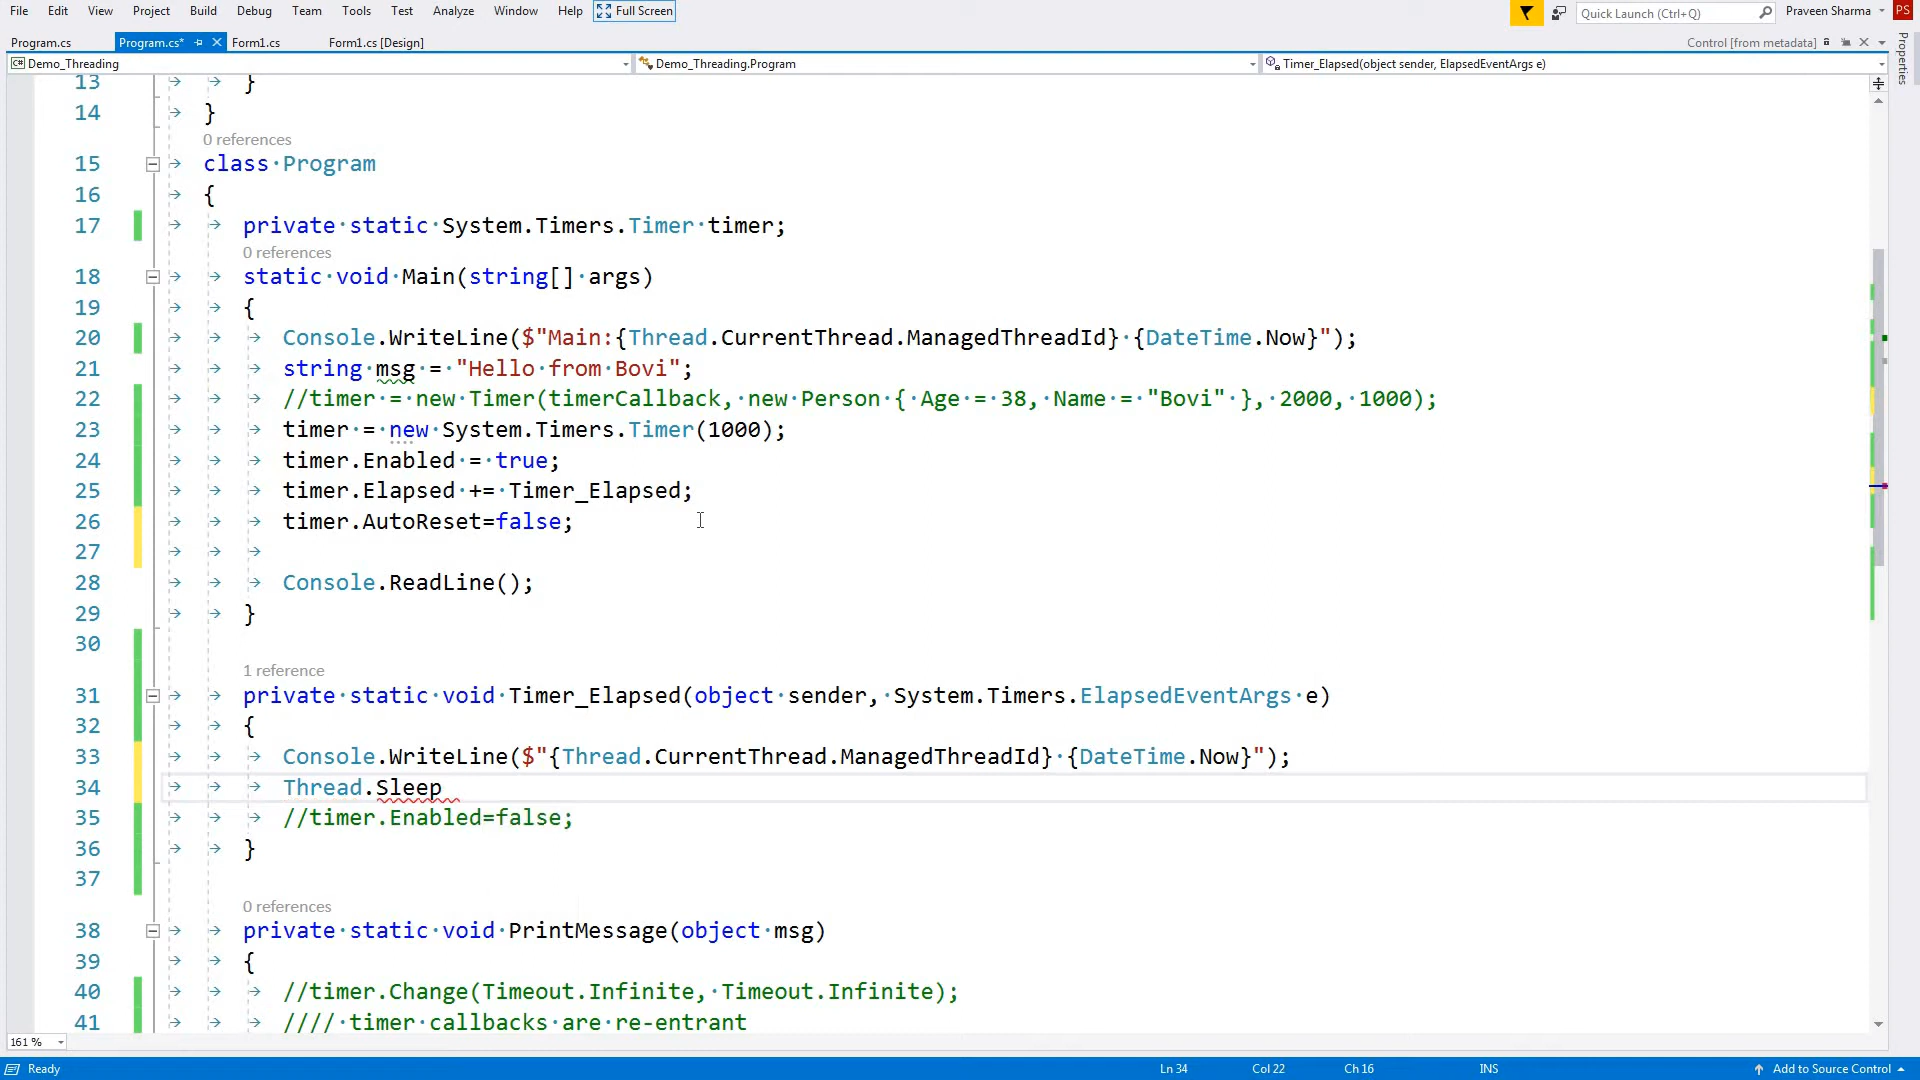 File Edit View Project Build Debug Team Tools Test Analyze Window Help Full Screen Quick Launch (Ctrl+Q) Praveen Sharma PS
Program.cs Program.cs* Form1.cs Form1.cs [Design] Control [from metadata] Properties
C# Demo_Threading Demo_Threading.Program Timer_Elapsed(object sender, ElapsedEventArgs e)
13 }
14 }
0 references
15 class Program
16 {
17 private static System.Timers.Timer timer;
0 references
18 static void Main(string[] args)
19 {
20 Console.WriteLine($"Main:{Thread.CurrentThread.ManagedThreadId} {DateTime.Now}");
21 string msg = "Hello from Bovi";
22 //timer = new Timer(timerCallback, new Person { Age = 38, Name = "Bovi" }, 2000, 1000);
23 timer = new System.Timers.Timer(1000);
24 timer.Enabled = true;
25 timer.Elapsed += Timer_Elapsed;
26 timer.AutoReset=false;
27
28 Console.ReadLine();
29 }
30
1 reference
31 private static void Timer_Elapsed(object sender, System.Timers.ElapsedEventArgs e)
32 {
33 Console.WriteLine($"{Thread.CurrentThread.ManagedThreadId} {DateTime.Now}");
34 Thread.Sleep
35 //timer.Enabled=false;
36 }
37
0 references
38 private static void PrintMessage(object msg)
39 {
40 //timer.Change(Timeout.Infinite, Timeout.Infinite);
41 //// timer callbacks are re-entrant
161 %
Ready Ln 34 Col 22 Ch 16 INS Add to Source Control